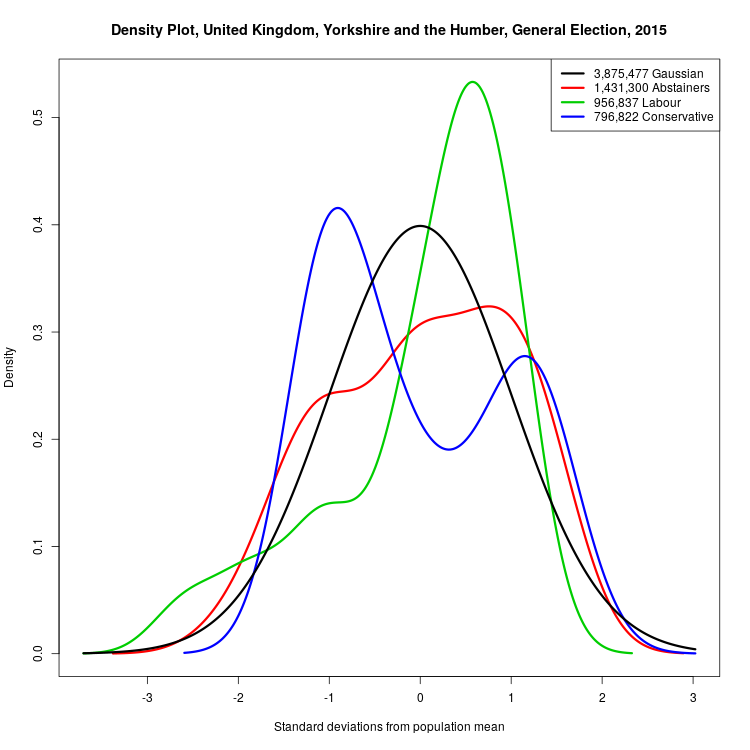 Density Plot, United Kingdom, Yorkshire and the Humber, General Election, 2015
3,875,477 Gaussian
1,431,300 Abstainers
956,837 Labour
796,822 Conservative
Density
0.5
0.4
0.3
0.2
0.1
0.0
-3 -2 -1 0 1 2 3
Standard deviations from population mean